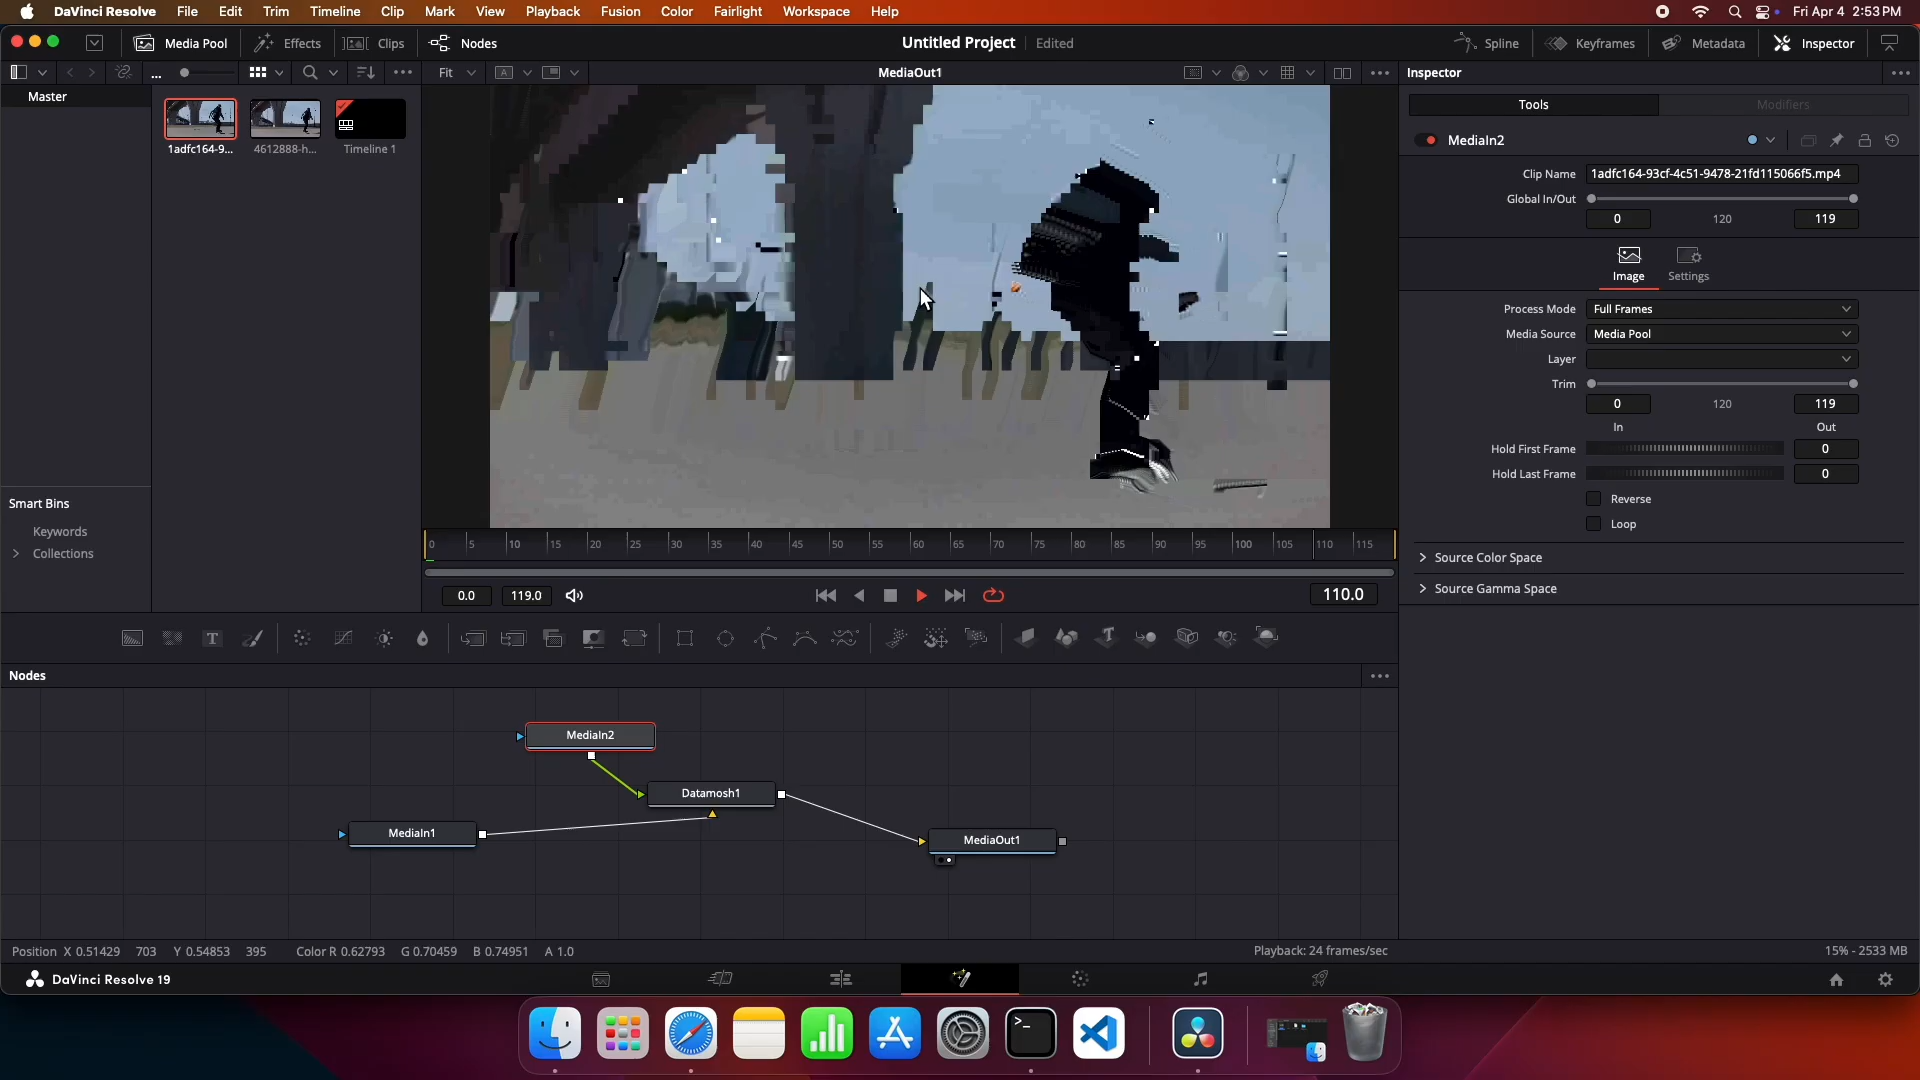 DaVinci Resolve File Edit Trim Timeline Clip Mark View Playback Fusion Color Fairlight Workspace Help Fri Apr 4 2:53 PM
Media Pool Effects Clips Nodes Untitled Project Edited Spline Keyframes Metadata Inspector
... Fit A MediaOut1 Inspector
Master
1adfc164-9... 4612888-h... Timeline 1
Tools Modifiers
MediaIn2
Clip Name 1adfc164-93cf-4c51-9478-21fd115066f5.mp4
Global In/Out
0 120 119
Image Settings
Process Mode Full Frames
Media Source Media Pool
Layer
Trim
0 120 119
In Out
Hold First Frame 0
Hold Last Frame 0
Reverse
Loop
Source Color Space
Source Gamma Space
Smart Bins
Keywords
Collections
0 5 10 15 20 25 30 35 40 45 50 55 60 65 70 75 80 85 90 95 100 105 110 115
0.0 119.0 110.0
T T
Nodes
MediaIn2
Datamosh1
MediaIn1
MediaOut1
Position X 0.51429 703 Y 0.54853 395 Color R 0.62793 G 0.70459 B 0.74951 A 1.0 Playback: 24 frames/sec 15% - 2533 MB
DaVinci Resolve 19